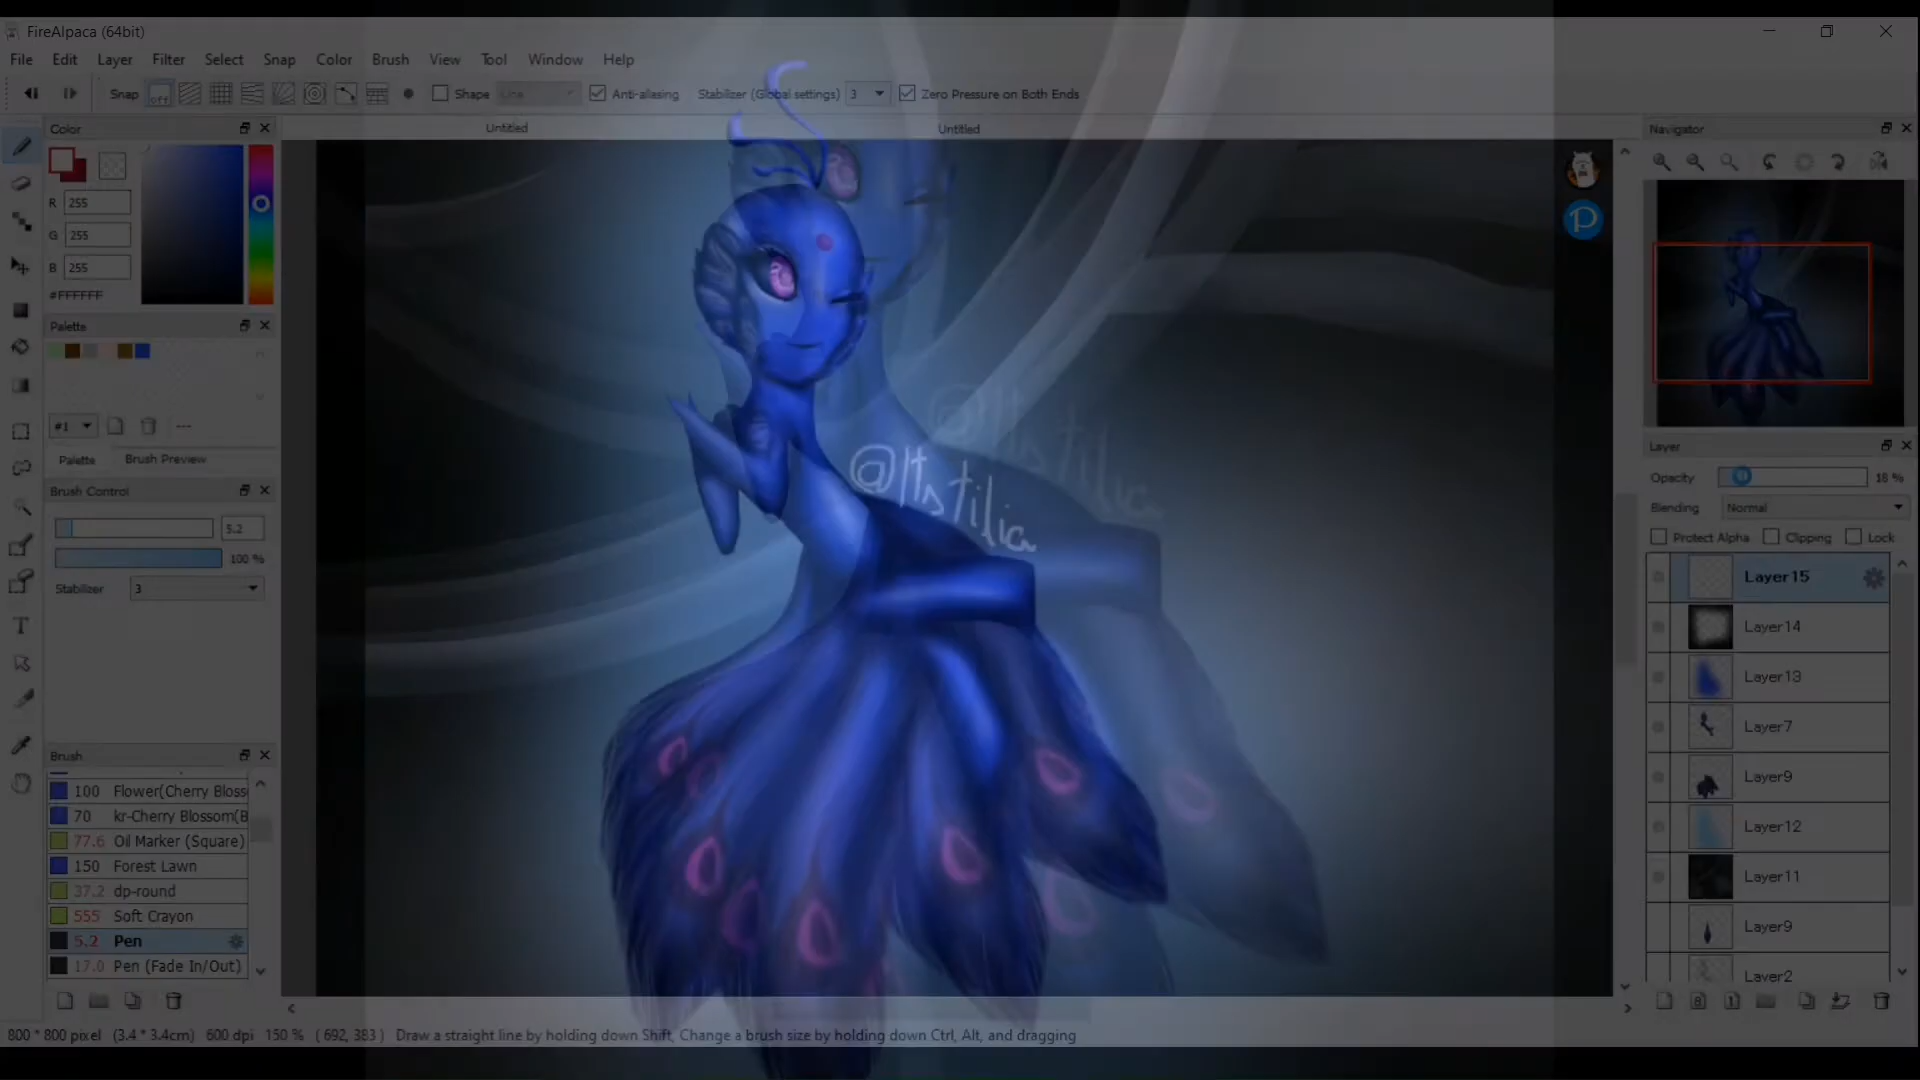 FireAlpaca (64bit)
File Edit Layer Filter Select Snap Color Brush View Tool Window Help
Snap off Shape Line Anti-aliasing Stabilizer (Global settings) 3 Zero Pressure on Both Ends
Color
Untitled
Untitled
Navigator
R 255
G 255
B 255
#FFFFFF
Palette
#1
---
Palette Brush Preview
Brush Control
5.2
100 %
Stabilizer 3
Brush
100 Flower(Cherry Bloss
70 kr-Cherry Blossom(B
77.6 Oil Marker (Square)
150 Forest Lawn
37.2 dp-round
555 Soft Crayon
5.2 Pen
17.0 Pen (Fade In/Out)
@Itstilia
@Itstilia
P
Layer
Opacity 18 %
Blending Normal
Protect Alpha Clipping Lock
Layer15
Layer14
Layer13
Layer7
Layer9
Layer12
Layer11
Layer9
Layer2
8 1
800 * 800 pixel (3.4 * 3.4cm) 600 dpi 150 % ( 692, 383 ) Draw a straight line by holding down Shift, Change a brush size by holding down Ctrl, Alt, and dragging